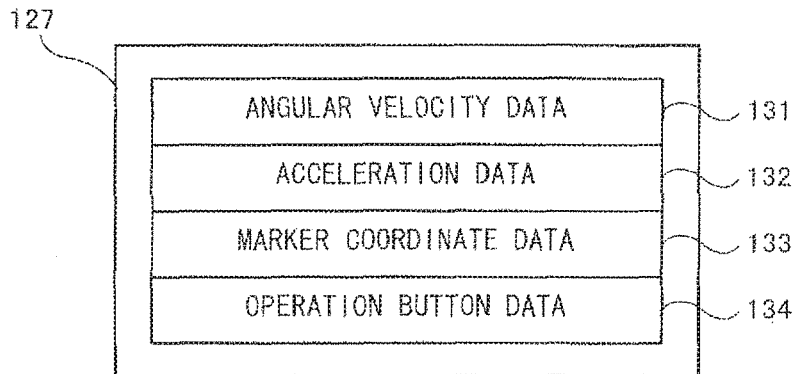 127
ANGULAR VELOCITY DATA 131
ACCELERATION DATA 132
MARKER COORDINATE DATA 133
OPERATION BUTTON DATA 134